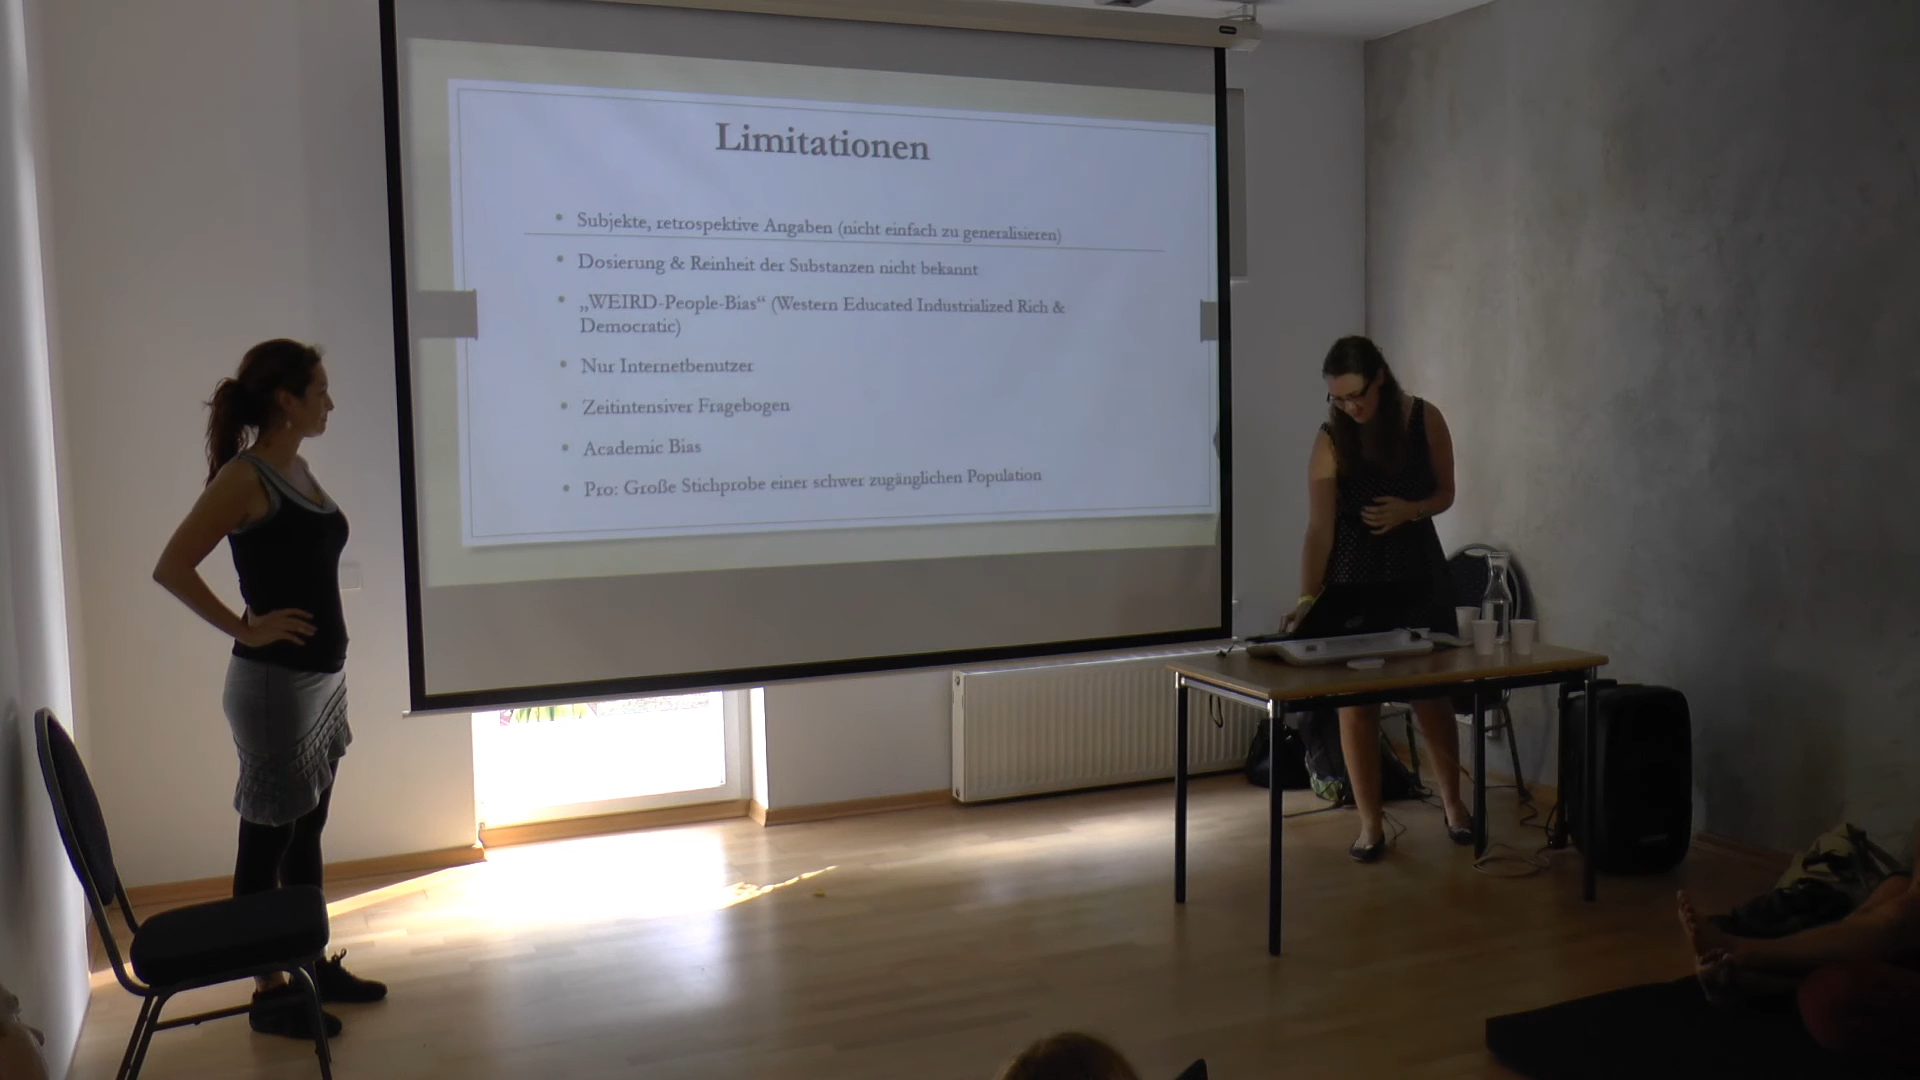 Limitationen
• Subjekte, retrospektive Angaben (nicht einfach zu generalisieren)
• Dosierung & Reinheit der Substanzen nicht bekannt
• „WEIRD-People-Bias“ (Western Educated Industrialized Rich &
Democratic)
• Nur Internetbenutzer
• Zeitintensiver Fragebogen
• Academic Bias
• Pro: Große Stichprobe einer schwer zugänglichen Population